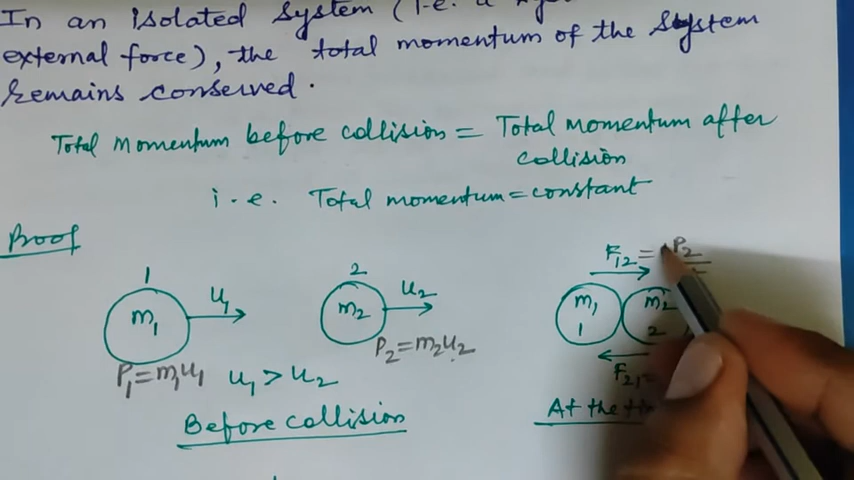 In an isolated System (i.e.
external force), the total momentum of the System
remains conserved.
Total Momentum before collision = Total Momentum after
collision
i.e. Total momentum = constant
Proof
1
m₁
u₁
P₁=m₁u₁
2
m₂
u₂
P₂=m₂u₂
u₁ > u₂
Before collision
F₁₂ = P₂
m₁
1
m₂
2
F₂₁=
At the